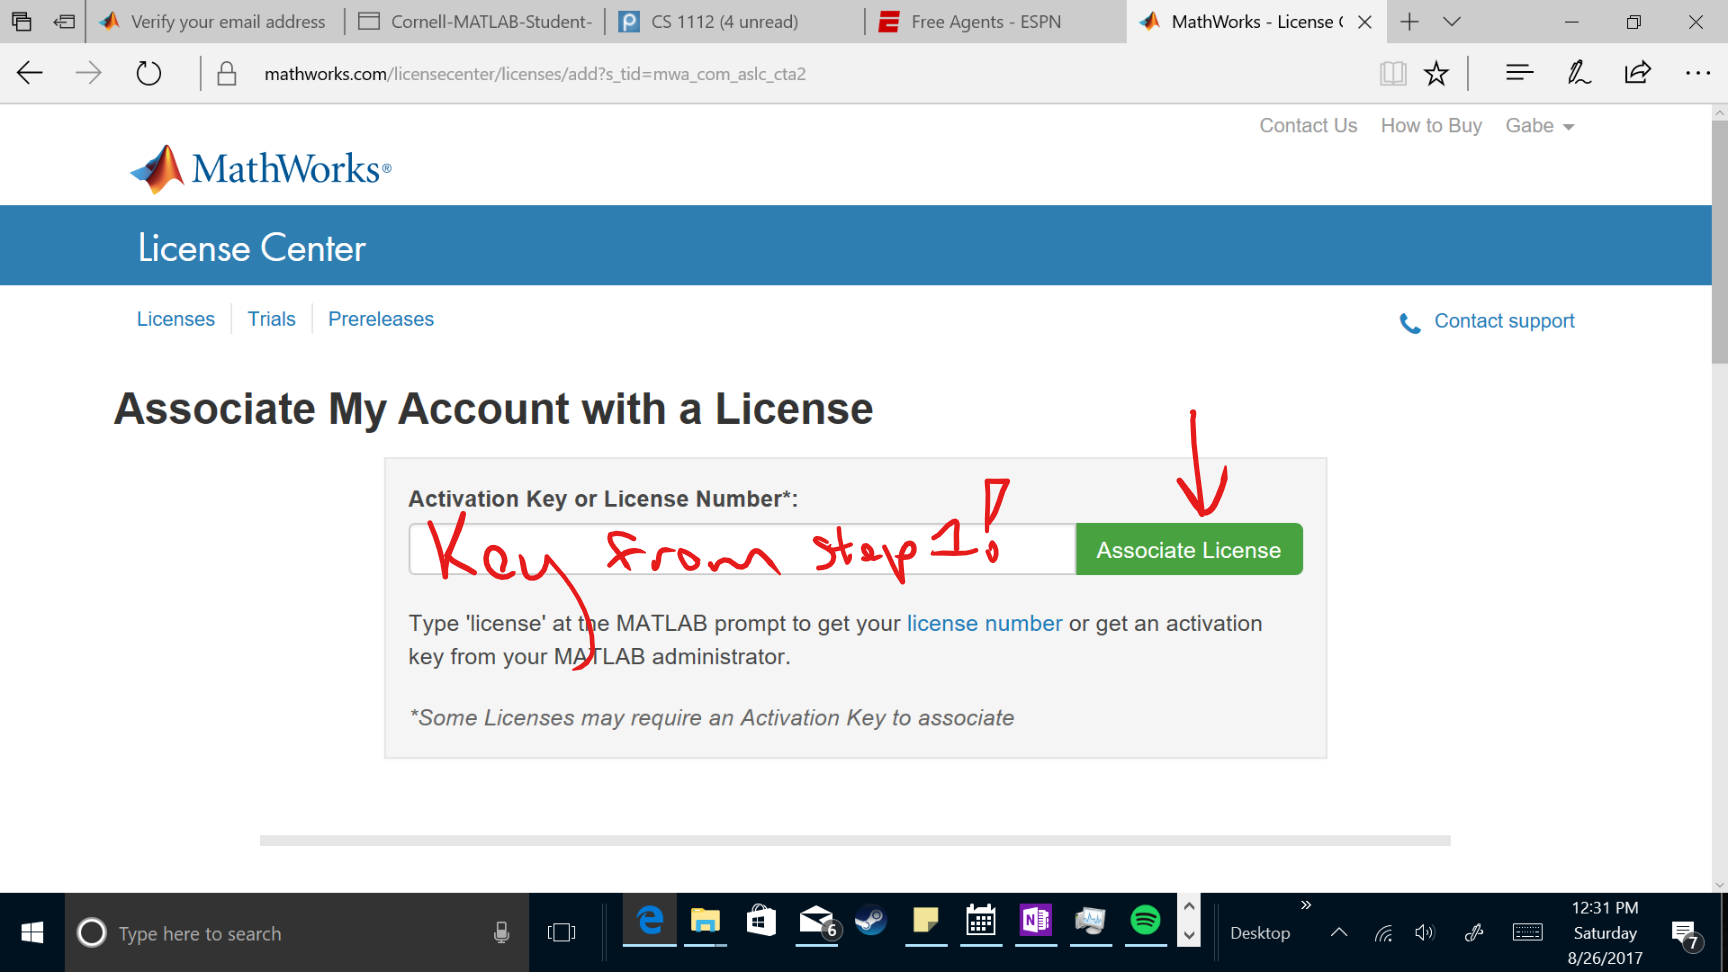 Verify your email address
Cornell-MATLAB-Student-
CS 1112 (4 unread)
Free Agents - ESPN
MathWorks - License C
mathworks.com/licensecenter/licenses/add?s_tid=mwa_com_aslc_cta2
Contact Us How to Buy Gabe
MathWorks®
License Center
Licenses Trials Prereleases
Contact support
Associate My Account with a License
Activation Key or License Number*:
Key from step 1!
Associate License
Type 'license' at the MATLAB prompt to get your license number or get an activation
key from your MATLAB administrator.
*Some Licenses may require an Activation Key to associate
Type here to search
6
Desktop
12:31 PM
Saturday
8/26/2017
7